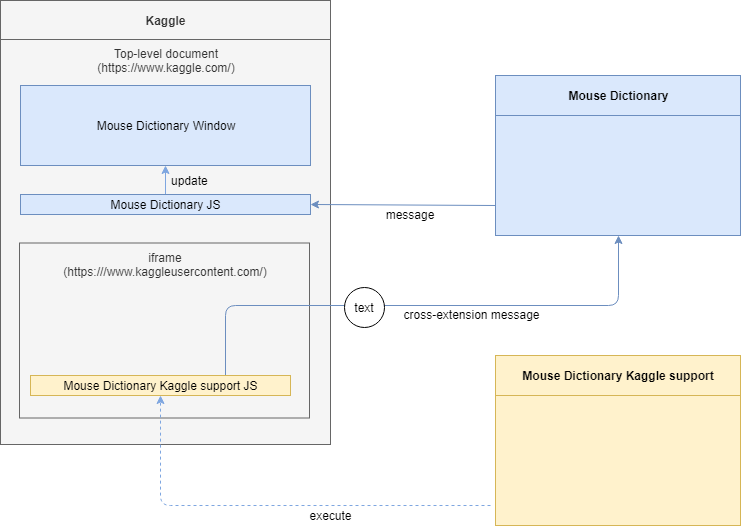 Kaggle
Top-level document
(https://www.kaggle.com/)
Mouse Dictionary Window
update
Mouse Dictionary JS
message
Mouse Dictionary
iframe
(https:///www.kaggleusercontent.com/)
text
cross-extension message
Mouse Dictionary Kaggle support JS
Mouse Dictionary Kaggle support
execute